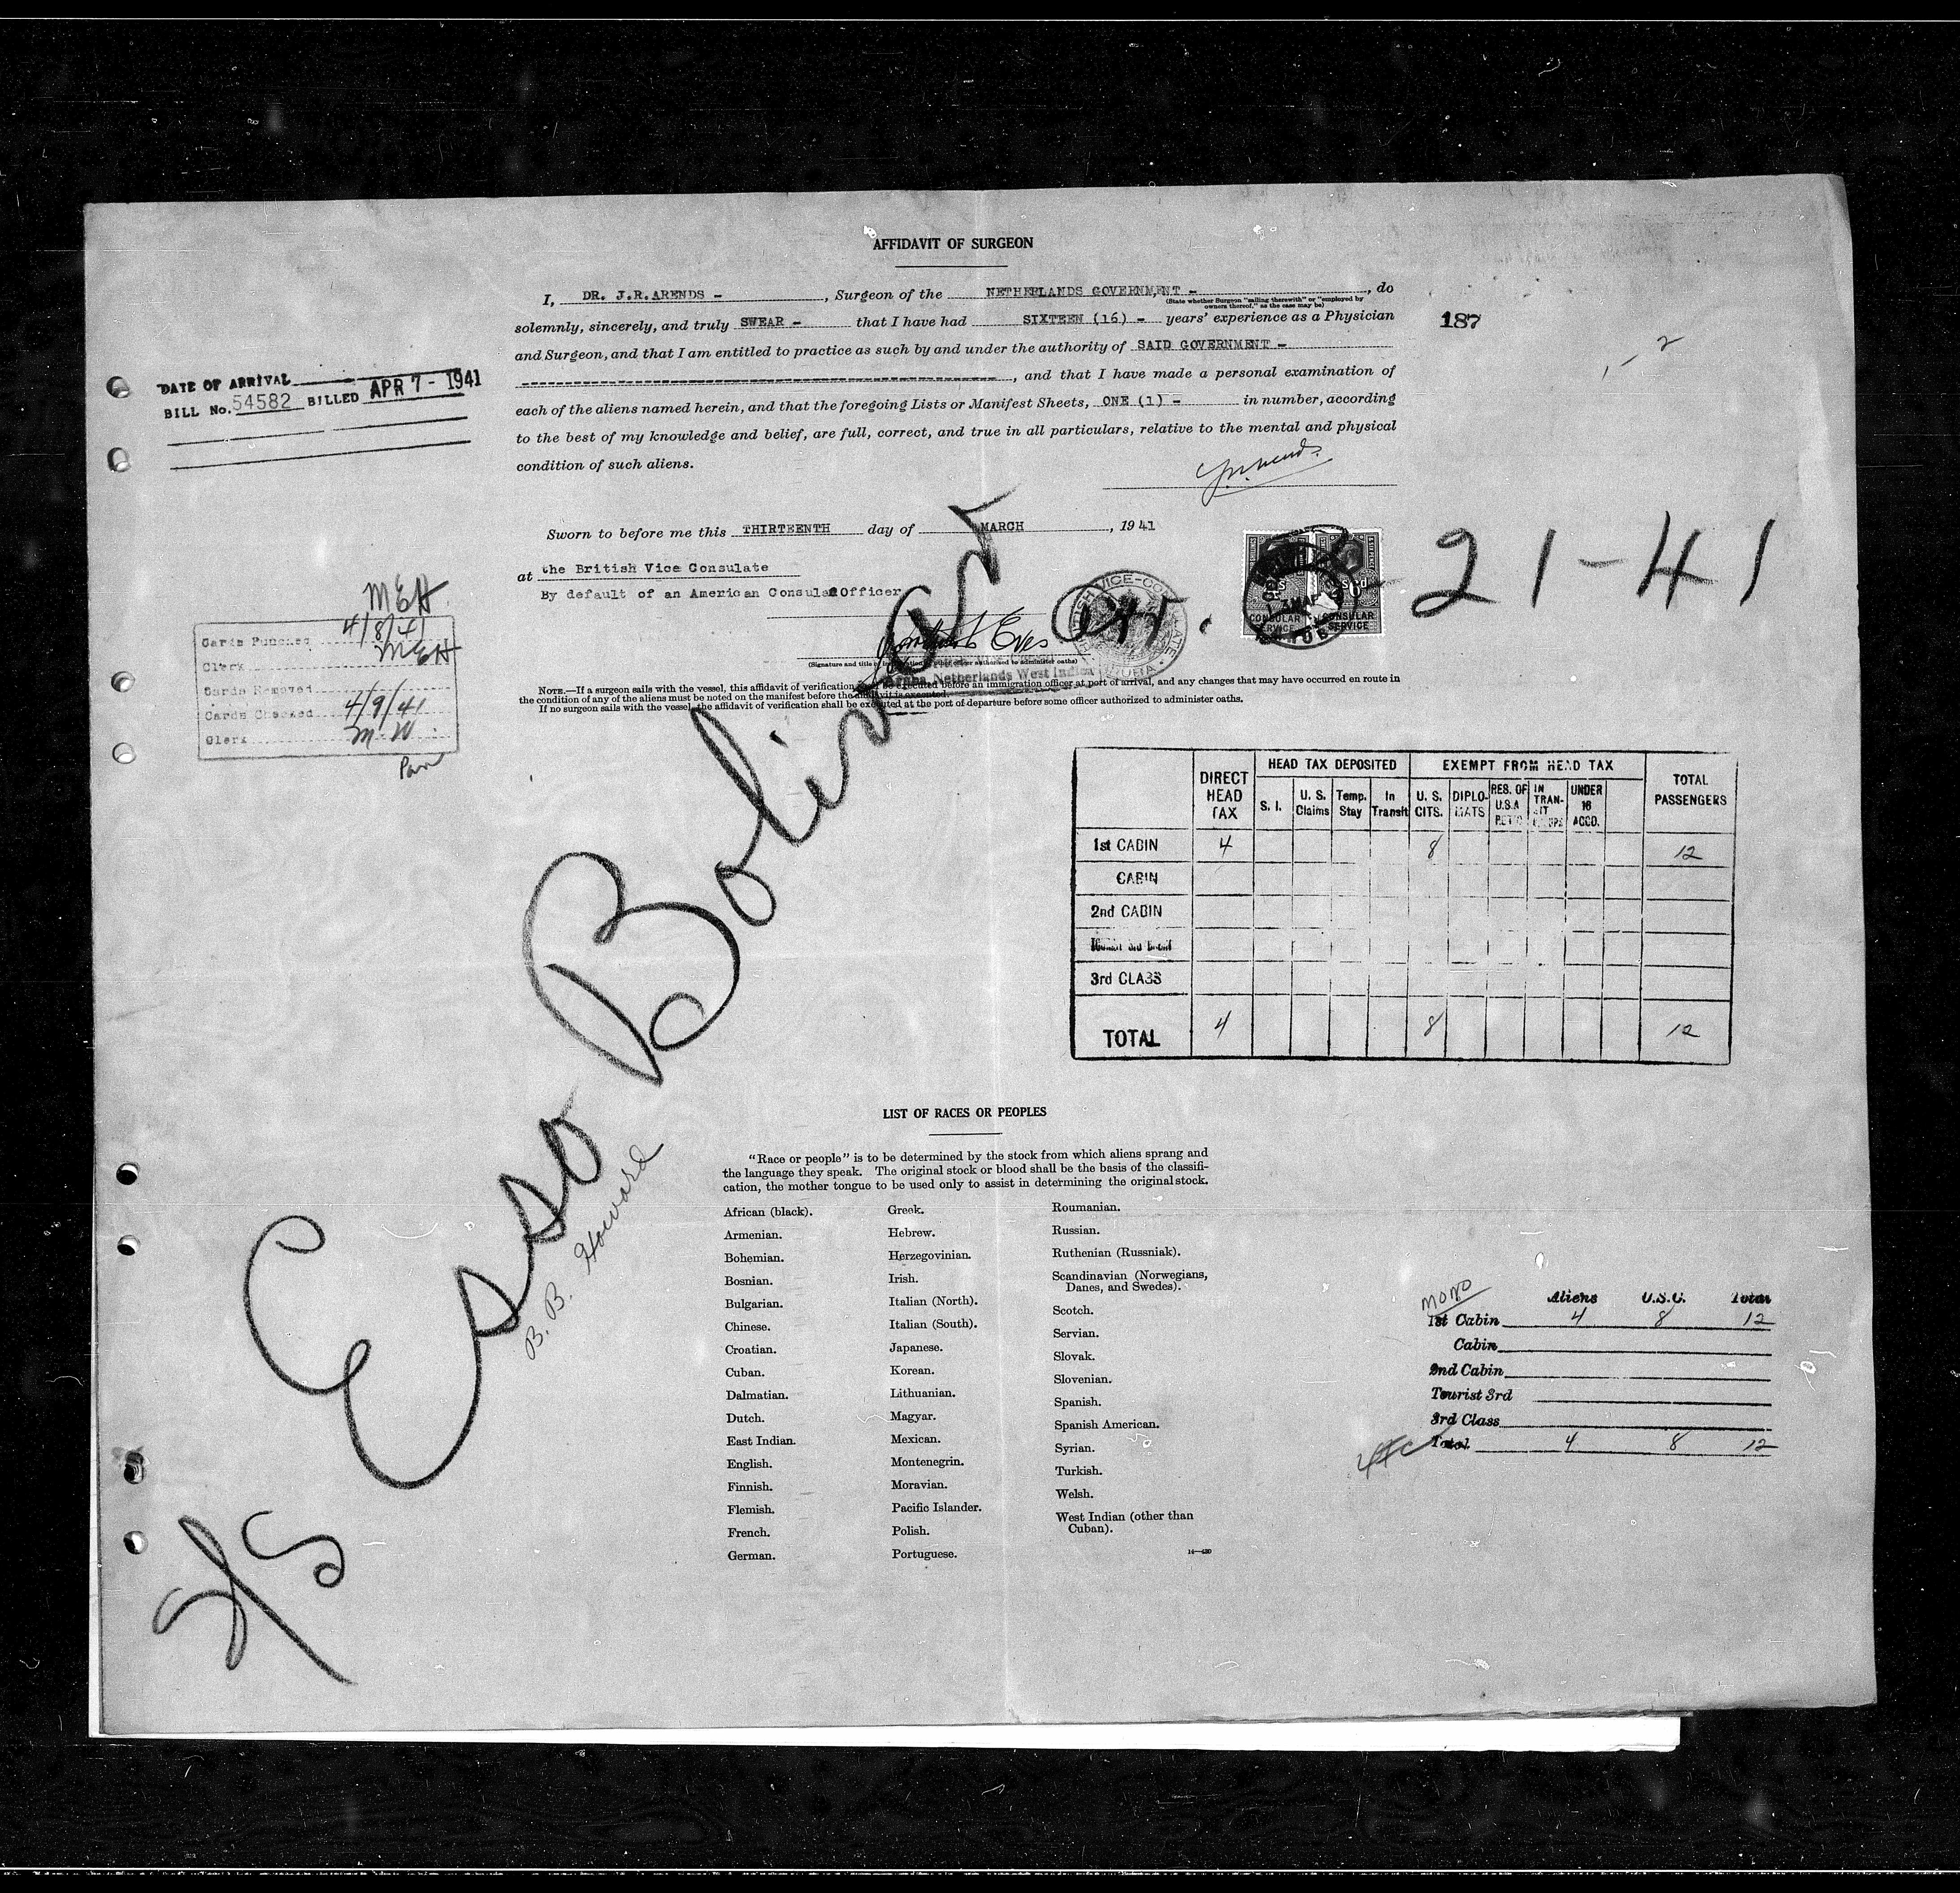 AFFIDAVIT OF SURGEON
I, DR. J.R.ARENDS - , Surgeon of the NETHERLANDS GOVERNMENT - , do
(State whether Surgeon "sailing therewith" or "employed by
owners thereof," as the case may be)
solemnly, sincerely, and truly SWEAR - that I have had SIXTEEN (16) - years' experience as a Physician
and Surgeon, and that I am entitled to practice as such by and under the authority of SAID GOVERNMENT -
, and that I have made a personal examination of
each of the aliens named herein, and that the foregoing Lists or Manifest Sheets, ONE (1) - in number, according
to the best of my knowledge and belief, are full, correct, and true in all particulars, relative to the mental and physical
condition of such aliens.
187
DATE OF ARRIVAL
BILL No. 54582 BILLED APR 7 - 1941
Sworn to before me this THIRTEENTH day of MARCH , 1941
at the British Vice Consulate
By default of an American Consular Officer
Eves
(Signature and title of immigration or other officer authorized to administer oaths)
Netherlands West Indies
BRITISH VICE-CONSULATE
ARUBA
CONSULAR SERVICE
CONSULAR SERVICE
21-41
NOTE.—If a surgeon sails with the vessel, this affidavit of verification shall be executed before an immigration officer at port of arrival, and any changes that may have occurred en route in
the condition of any of the aliens must be noted on the manifest before the affidavit is executed.
If no surgeon sails with the vessel, the affidavit of verification shall be executed at the port of departure before some officer authorized to administer oaths.
MEH
Cards Punched 4/8/41
Clerk MEH
Cards Removed
Cards Checked 4/9/41
Clerk M W
S/S Esso Bolivar
B. B. Howard
DIRECT HEAD TAX
HEAD TAX DEPOSITED
EXEMPT FROM HEAD TAX
TOTAL PASSENGERS
S. I.
U. S. Claims
Temp. Stay
In Transit
U. S. CITS.
DIPLO-MATS
RES. OF U.S.A
IN TRAN-SIT
UNDER 16 ACCO.
1st CABIN 4 8 12
CABIN
2nd CABIN
3rd CLASS
TOTAL 4 8 12
LIST OF RACES OR PEOPLES
"Race or people" is to be determined by the stock from which aliens sprang and
the language they speak. The original stock or blood shall be the basis of the classifi-
cation, the mother tongue to be used only to assist in determining the original stock.
African (black).
Armenian.
Bohemian.
Bosnian.
Bulgarian.
Chinese.
Croatian.
Cuban.
Dalmatian.
Dutch.
East Indian.
English.
Finnish.
Flemish.
French.
German.
Greek.
Hebrew.
Herzegovinian.
Irish.
Italian (North).
Italian (South).
Japanese.
Korean.
Lithuanian.
Magyar.
Mexican.
Montenegrin.
Moravian.
Pacific Islander.
Polish.
Portuguese.
Roumanian.
Russian.
Ruthenian (Russniak).
Scandinavian (Norwegians,
Danes, and Swedes).
Scotch.
Servian.
Slovak.
Slovenian.
Spanish.
Spanish American.
Syrian.
Turkish.
Welsh.
West Indian (other than
Cuban).
14—430
MONO
Aliens U.S.C. Total
1st Cabin 4 8 12
Cabin
2nd Cabin
Tourist 3rd
3rd Class
Total 4 8 12